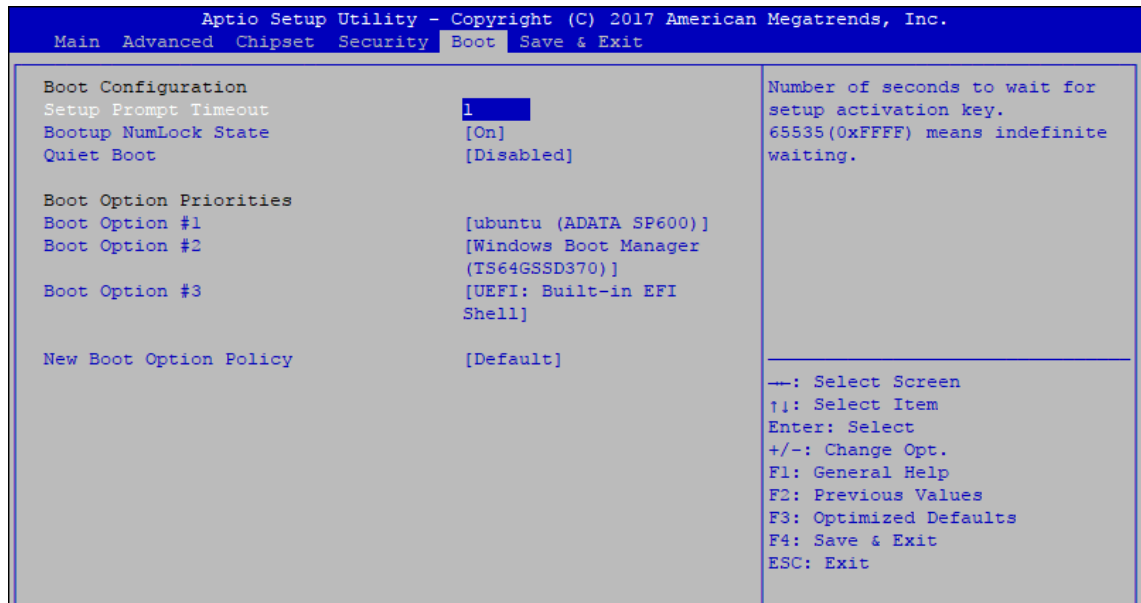 Aptio Setup Utility – Copyright (C) 2017 American Megatrends, Inc.
Main Advanced Chipset Security Boot Save & Exit
Boot Configuration
Setup Prompt Timeout 1
Bootup NumLock State [On]
Quiet Boot [Disabled]
Boot Option Priorities
Boot Option #1 [ubuntu (ADATA SP600)]
Boot Option #2 [Windows Boot Manager
(TS64GSSD370)]
Boot Option #3 [UEFI: Built-in EFI
Shell]
New Boot Option Policy [Default]
Number of seconds to wait for
setup activation key.
65535(0xFFFF) means indefinite
waiting.
→←: Select Screen
↑↓: Select Item
Enter: Select
+/-: Change Opt.
F1: General Help
F2: Previous Values
F3: Optimized Defaults
F4: Save & Exit
ESC: Exit